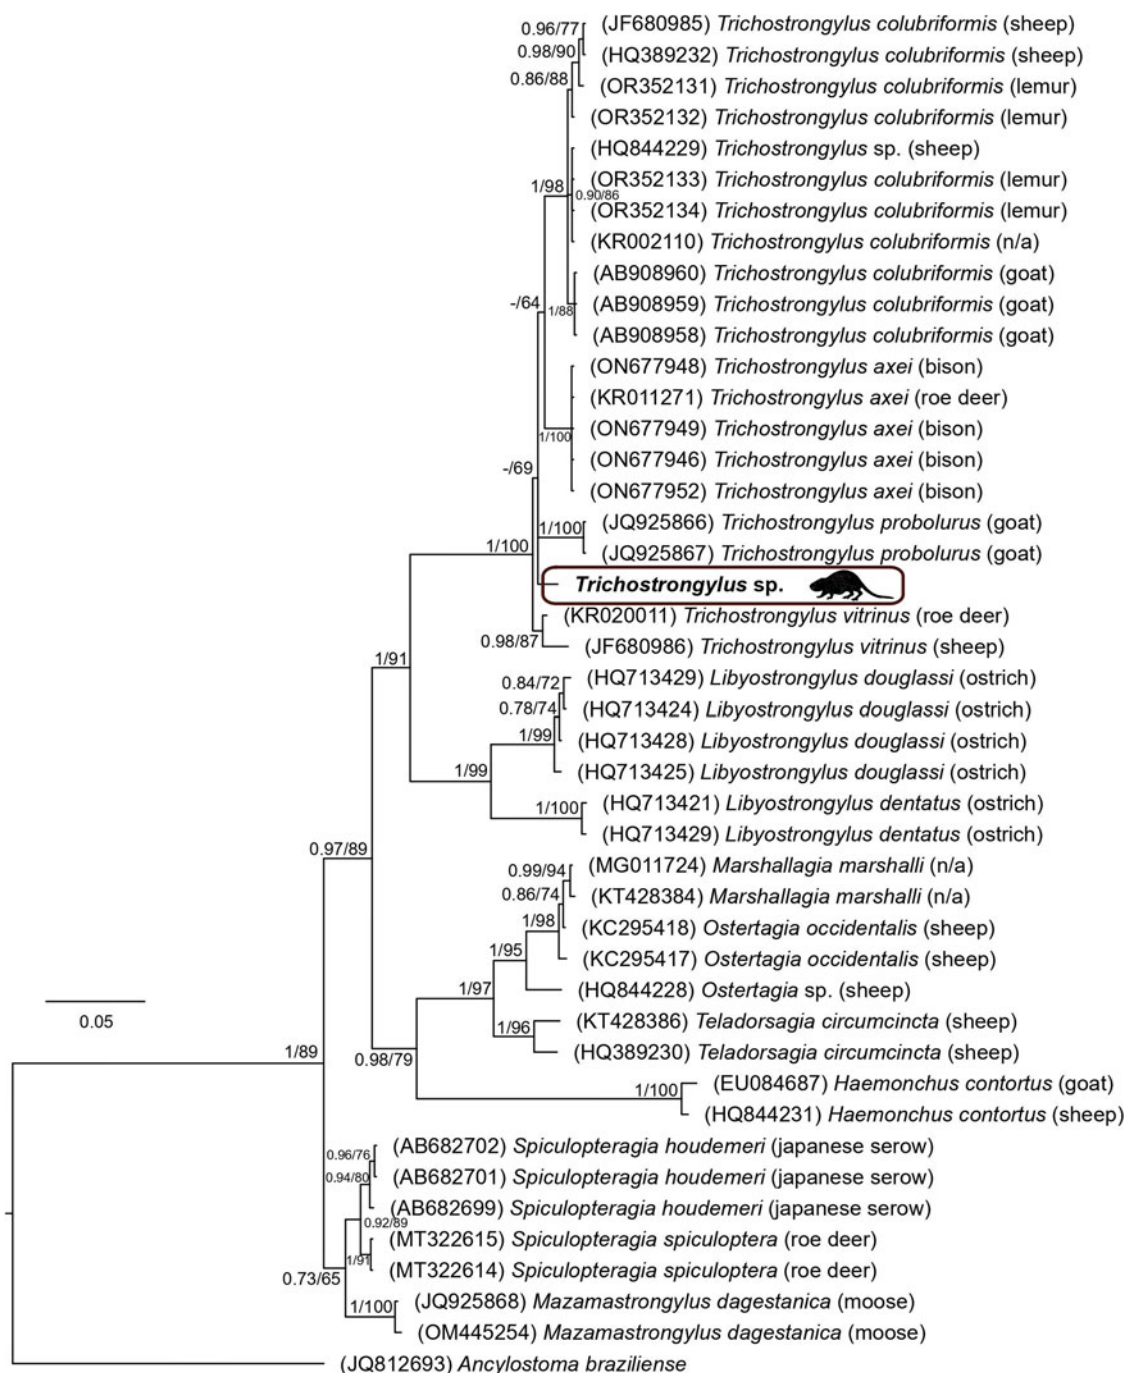 0.96/77
(JF680985) Trichostrongylus colubriformis (sheep)
0.98/90
(HQ389232) Trichostrongylus colubriformis (sheep)
0.86/88
(OR352131) Trichostrongylus colubriformis (lemur)
(OR352132) Trichostrongylus colubriformis (lemur)
(HQ844229) Trichostrongylus sp. (sheep)
1/98
(OR352133) Trichostrongylus colubriformis (lemur)
0.90/86
(OR352134) Trichostrongylus colubriformis (lemur)
(KR002110) Trichostrongylus colubriformis (n/a)
(AB908960) Trichostrongylus colubriformis (goat)
-/64
1/88
(AB908959) Trichostrongylus colubriformis (goat)
(AB908958) Trichostrongylus colubriformis (goat)
(ON677948) Trichostrongylus axei (bison)
(KR011271) Trichostrongylus axei (roe deer)
(ON677949) Trichostrongylus axei (bison)
1/100
(ON677946) Trichostrongylus axei (bison)
-/69
(ON677952) Trichostrongylus axei (bison)
(JQ925866) Trichostrongylus probolurus (goat)
1/100
1/100
(JQ925867) Trichostrongylus probolurus (goat)
Trichostrongylus sp.
(KR020011) Trichostrongylus vitrinus (roe deer)
0.98/87
(JF680986) Trichostrongylus vitrinus (sheep)
1/91
0.84/72
(HQ713429) Libyostrongylus douglassi (ostrich)
0.78/74
(HQ713424) Libyostrongylus douglassi (ostrich)
1/99
(HQ713428) Libyostrongylus douglassi (ostrich)
1/99
(HQ713425) Libyostrongylus douglassi (ostrich)
1/100
(HQ713421) Libyostrongylus dentatus (ostrich)
(HQ713429) Libyostrongylus dentatus (ostrich)
0.97/89
0.99/94
(MG011724) Marshallagia marshalli (n/a)
0.86/74
(KT428384) Marshallagia marshalli (n/a)
1/98
(KC295418) Ostertagia occidentalis (sheep)
1/95
(KC295417) Ostertagia occidentalis (sheep)
1/97
(HQ844228) Ostertagia sp. (sheep)
0.05
1/96
(KT428386) Teladorsagia circumcincta (sheep)
1/89
0.98/79
(HQ389230) Teladorsagia circumcincta (sheep)
1/100
(EU084687) Haemonchus contortus (goat)
(HQ844231) Haemonchus contortus (sheep)
0.96/76
(AB682702) Spiculopteragia houdemeri (japanese serow)
0.94/80
(AB682701) Spiculopteragia houdemeri (japanese serow)
(AB682699) Spiculopteragia houdemeri (japanese serow)
0.92/89
(MT322615) Spiculopteragia spiculoptera (roe deer)
1/91
(MT322614) Spiculopteragia spiculoptera (roe deer)
0.73/65
1/100
(JQ925868) Mazamastrongylus dagestanica (moose)
(OM445254) Mazamastrongylus dagestanica (moose)
(JQ812693) Ancylostoma braziliense